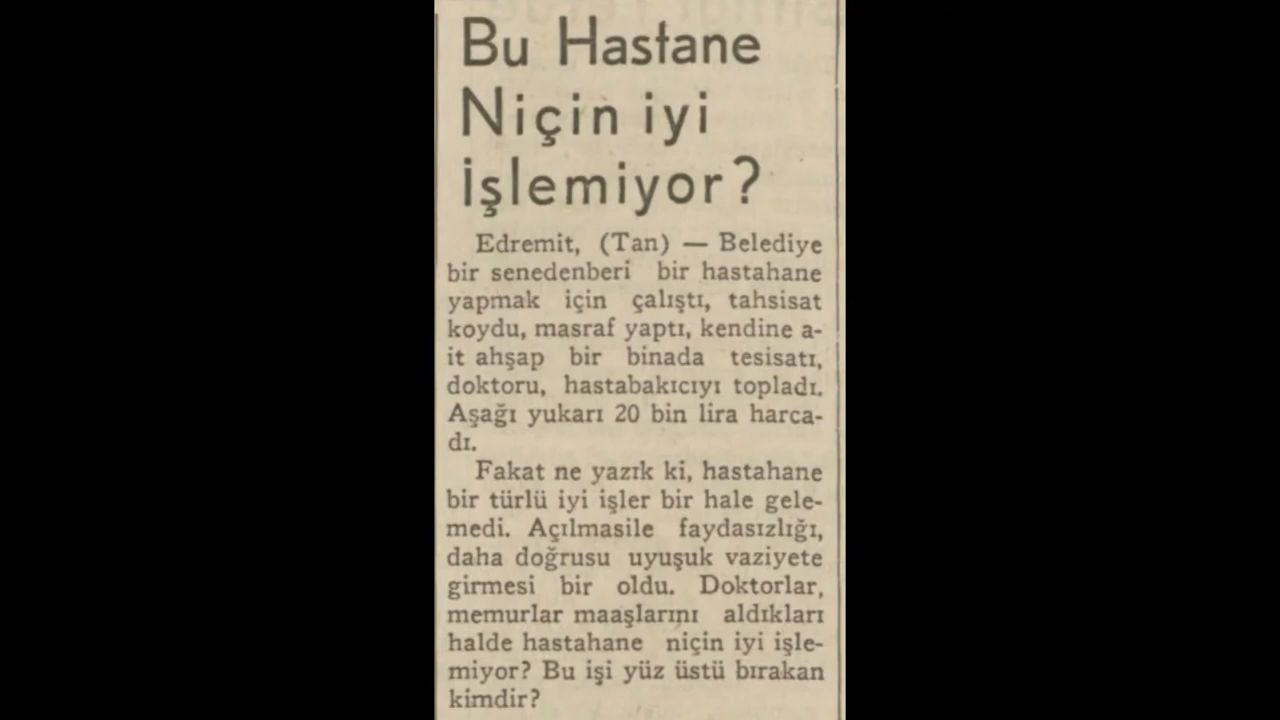 Bu Hastane
Niçin iyi
İşlemiyor?
Edremit, (Tan) — Belediye
bir senedenberi bir hastahane
yapmak için çalıştı, tahsisat
koydu, masraf yaptı, kendine a-
it ahşap bir binada tesisatı,
doktoru, hastabakıcıyı topladı.
Aşağı yukarı 20 bin lira harca-
dı.
Fakat ne yazık ki, hastahane
bir türlü iyi işler bir hale gele-
medi. Açılmasile faydasızlığı,
daha doğrusu uyuşuk vaziyete
girmesi bir oldu. Doktorlar,
memurlar maaşlarını aldıkları
halde hastahane niçin iyi işle-
miyor? Bu işi yüz üstü bırakan
kimdir?